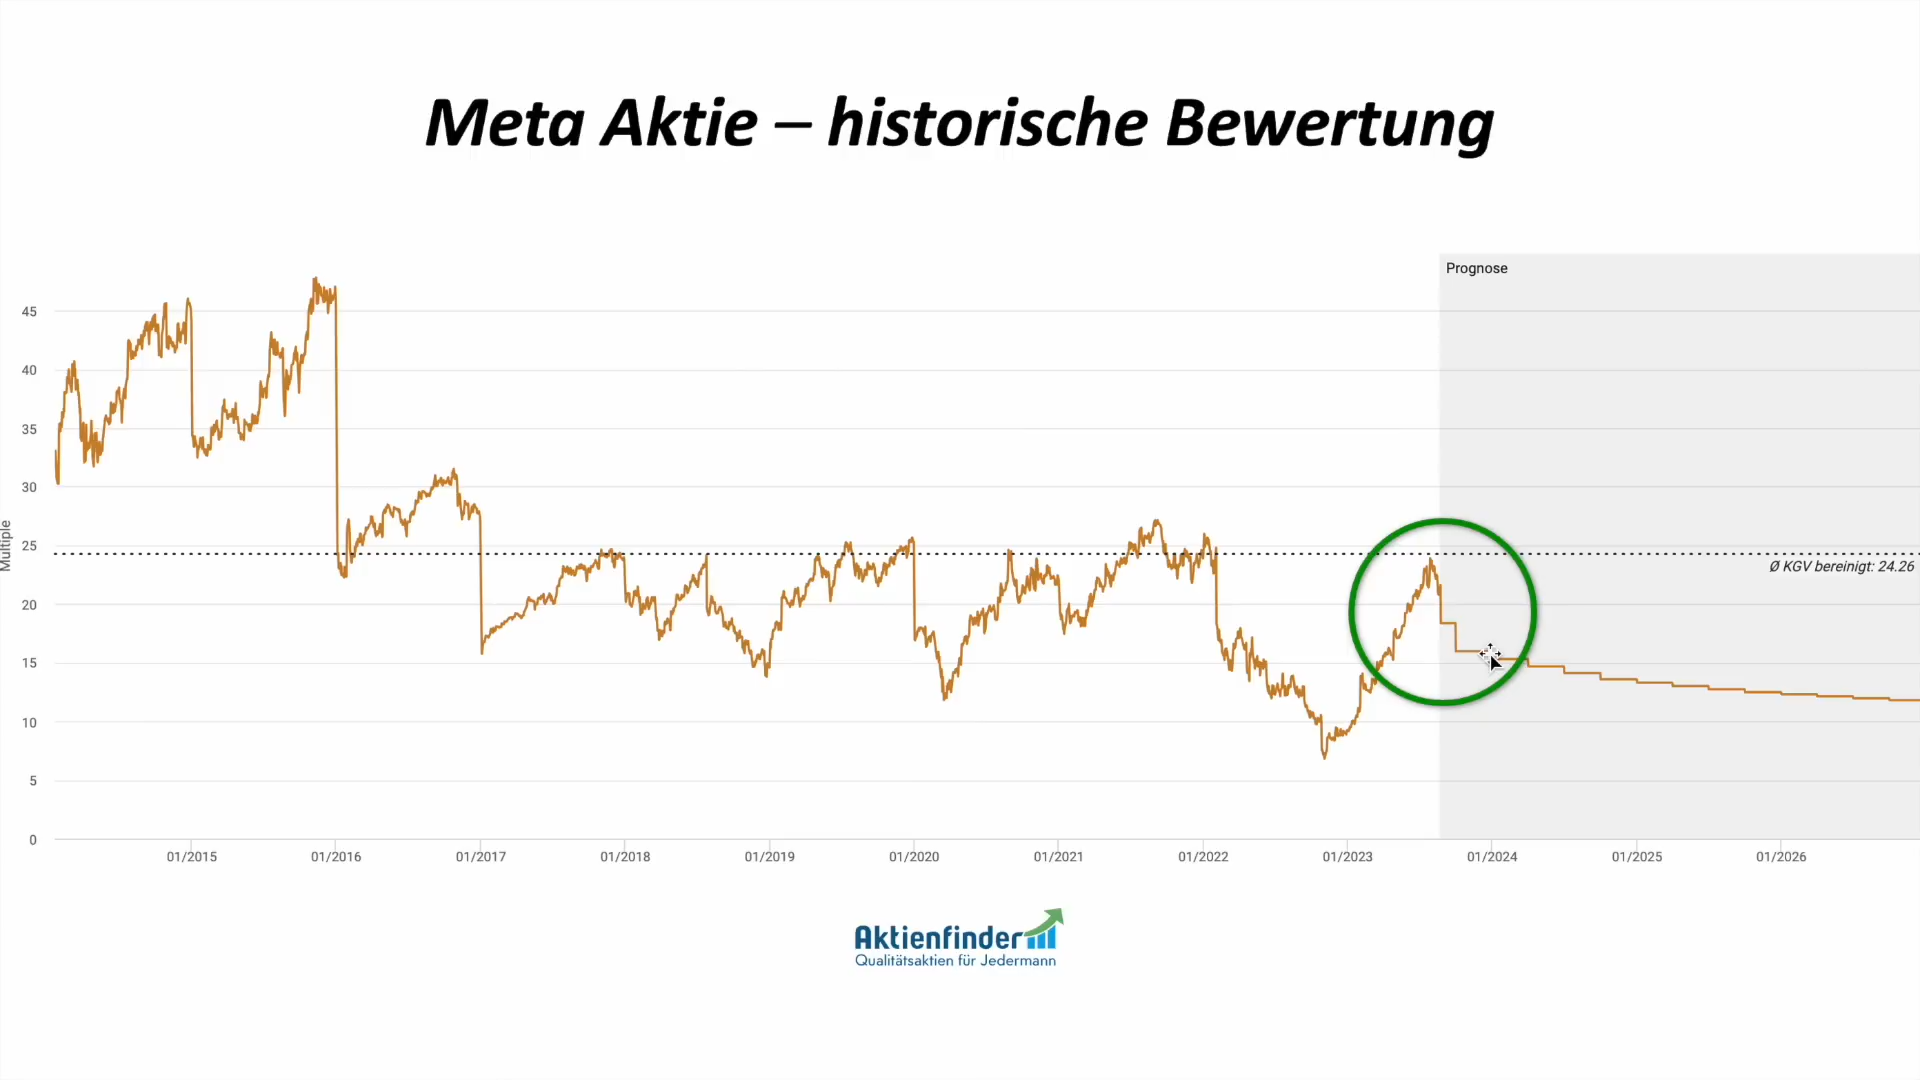 Meta Aktie – historische Bewertung
Prognose
45
40
35
30
25
20
15
10
5
0
Multiple
Ø KGV bereinigt: 24.26
01/2015 01/2016 01/2017 01/2018 01/2019 01/2020 01/2021 01/2022 01/2023 01/2024 01/2025 01/2026
Aktienfinder
Qualitätsaktien für Jedermann